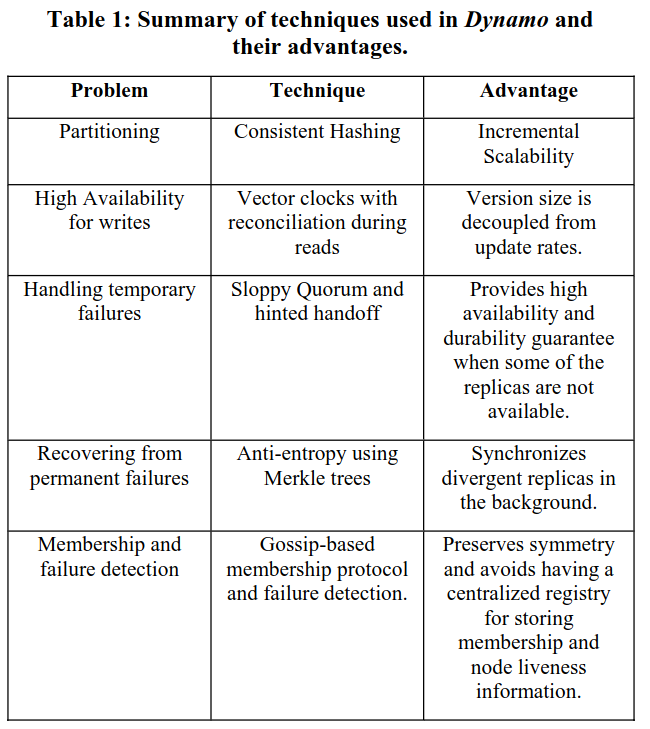 Table 1: Summary of techniques used in Dynamo and
their advantages.
Problem
Technique
Advantage
Partitioning
Consistent Hashing
Incremental
Scalability
High Availability
for writes
Vector clocks with
reconciliation during
reads
Version size is
decoupled from
update rates.
Handling temporary
failures
Sloppy Quorum and
hinted handoff
Provides high
availability and
durability guarantee
when some of the
replicas are not
available.
Recovering from
permanent failures
Anti-entropy using
Merkle trees
Synchronizes
divergent replicas in
the background.
Membership and
failure detection
Gossip-based
membership protocol
and failure detection.
Preserves symmetry
and avoids having a
centralized registry
for storing
membership and
node liveness
information.